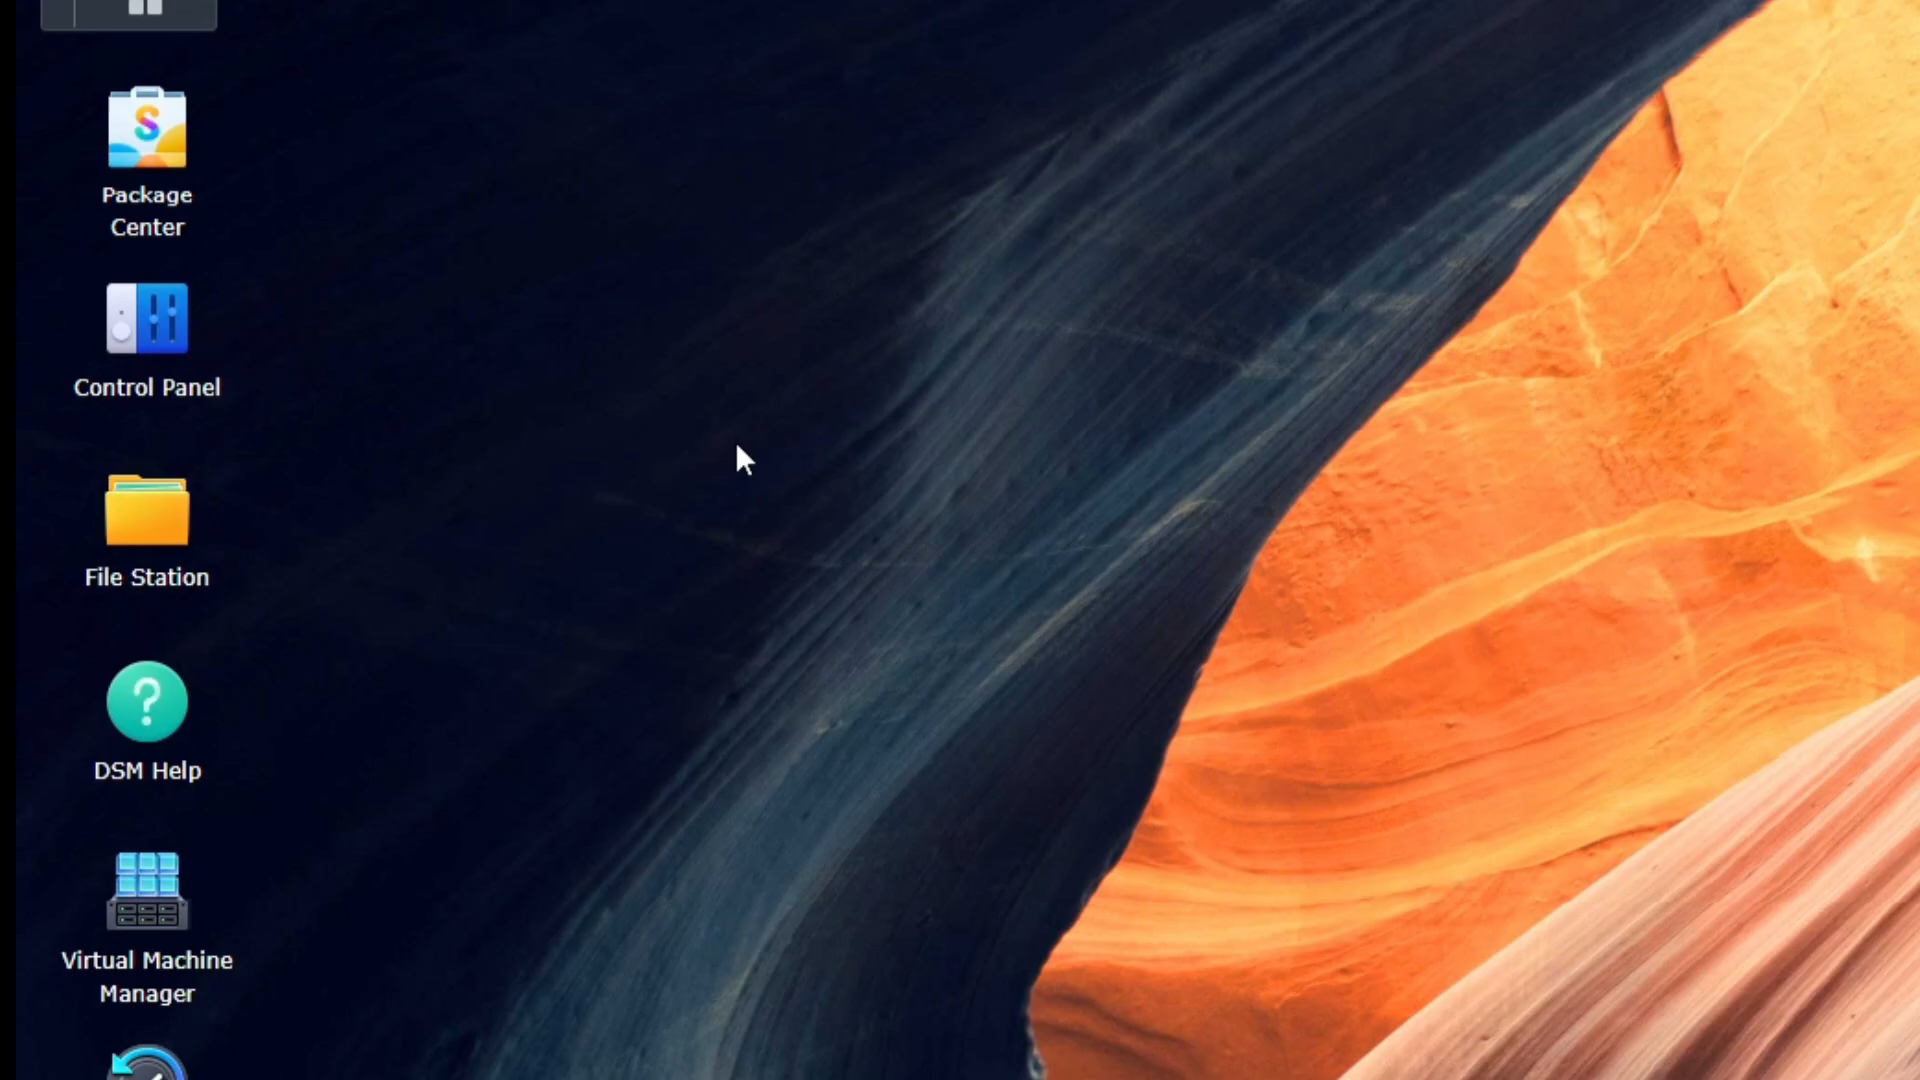 Package
Center
Control Panel
File Station
DSM Help
Virtual Machine
Manager